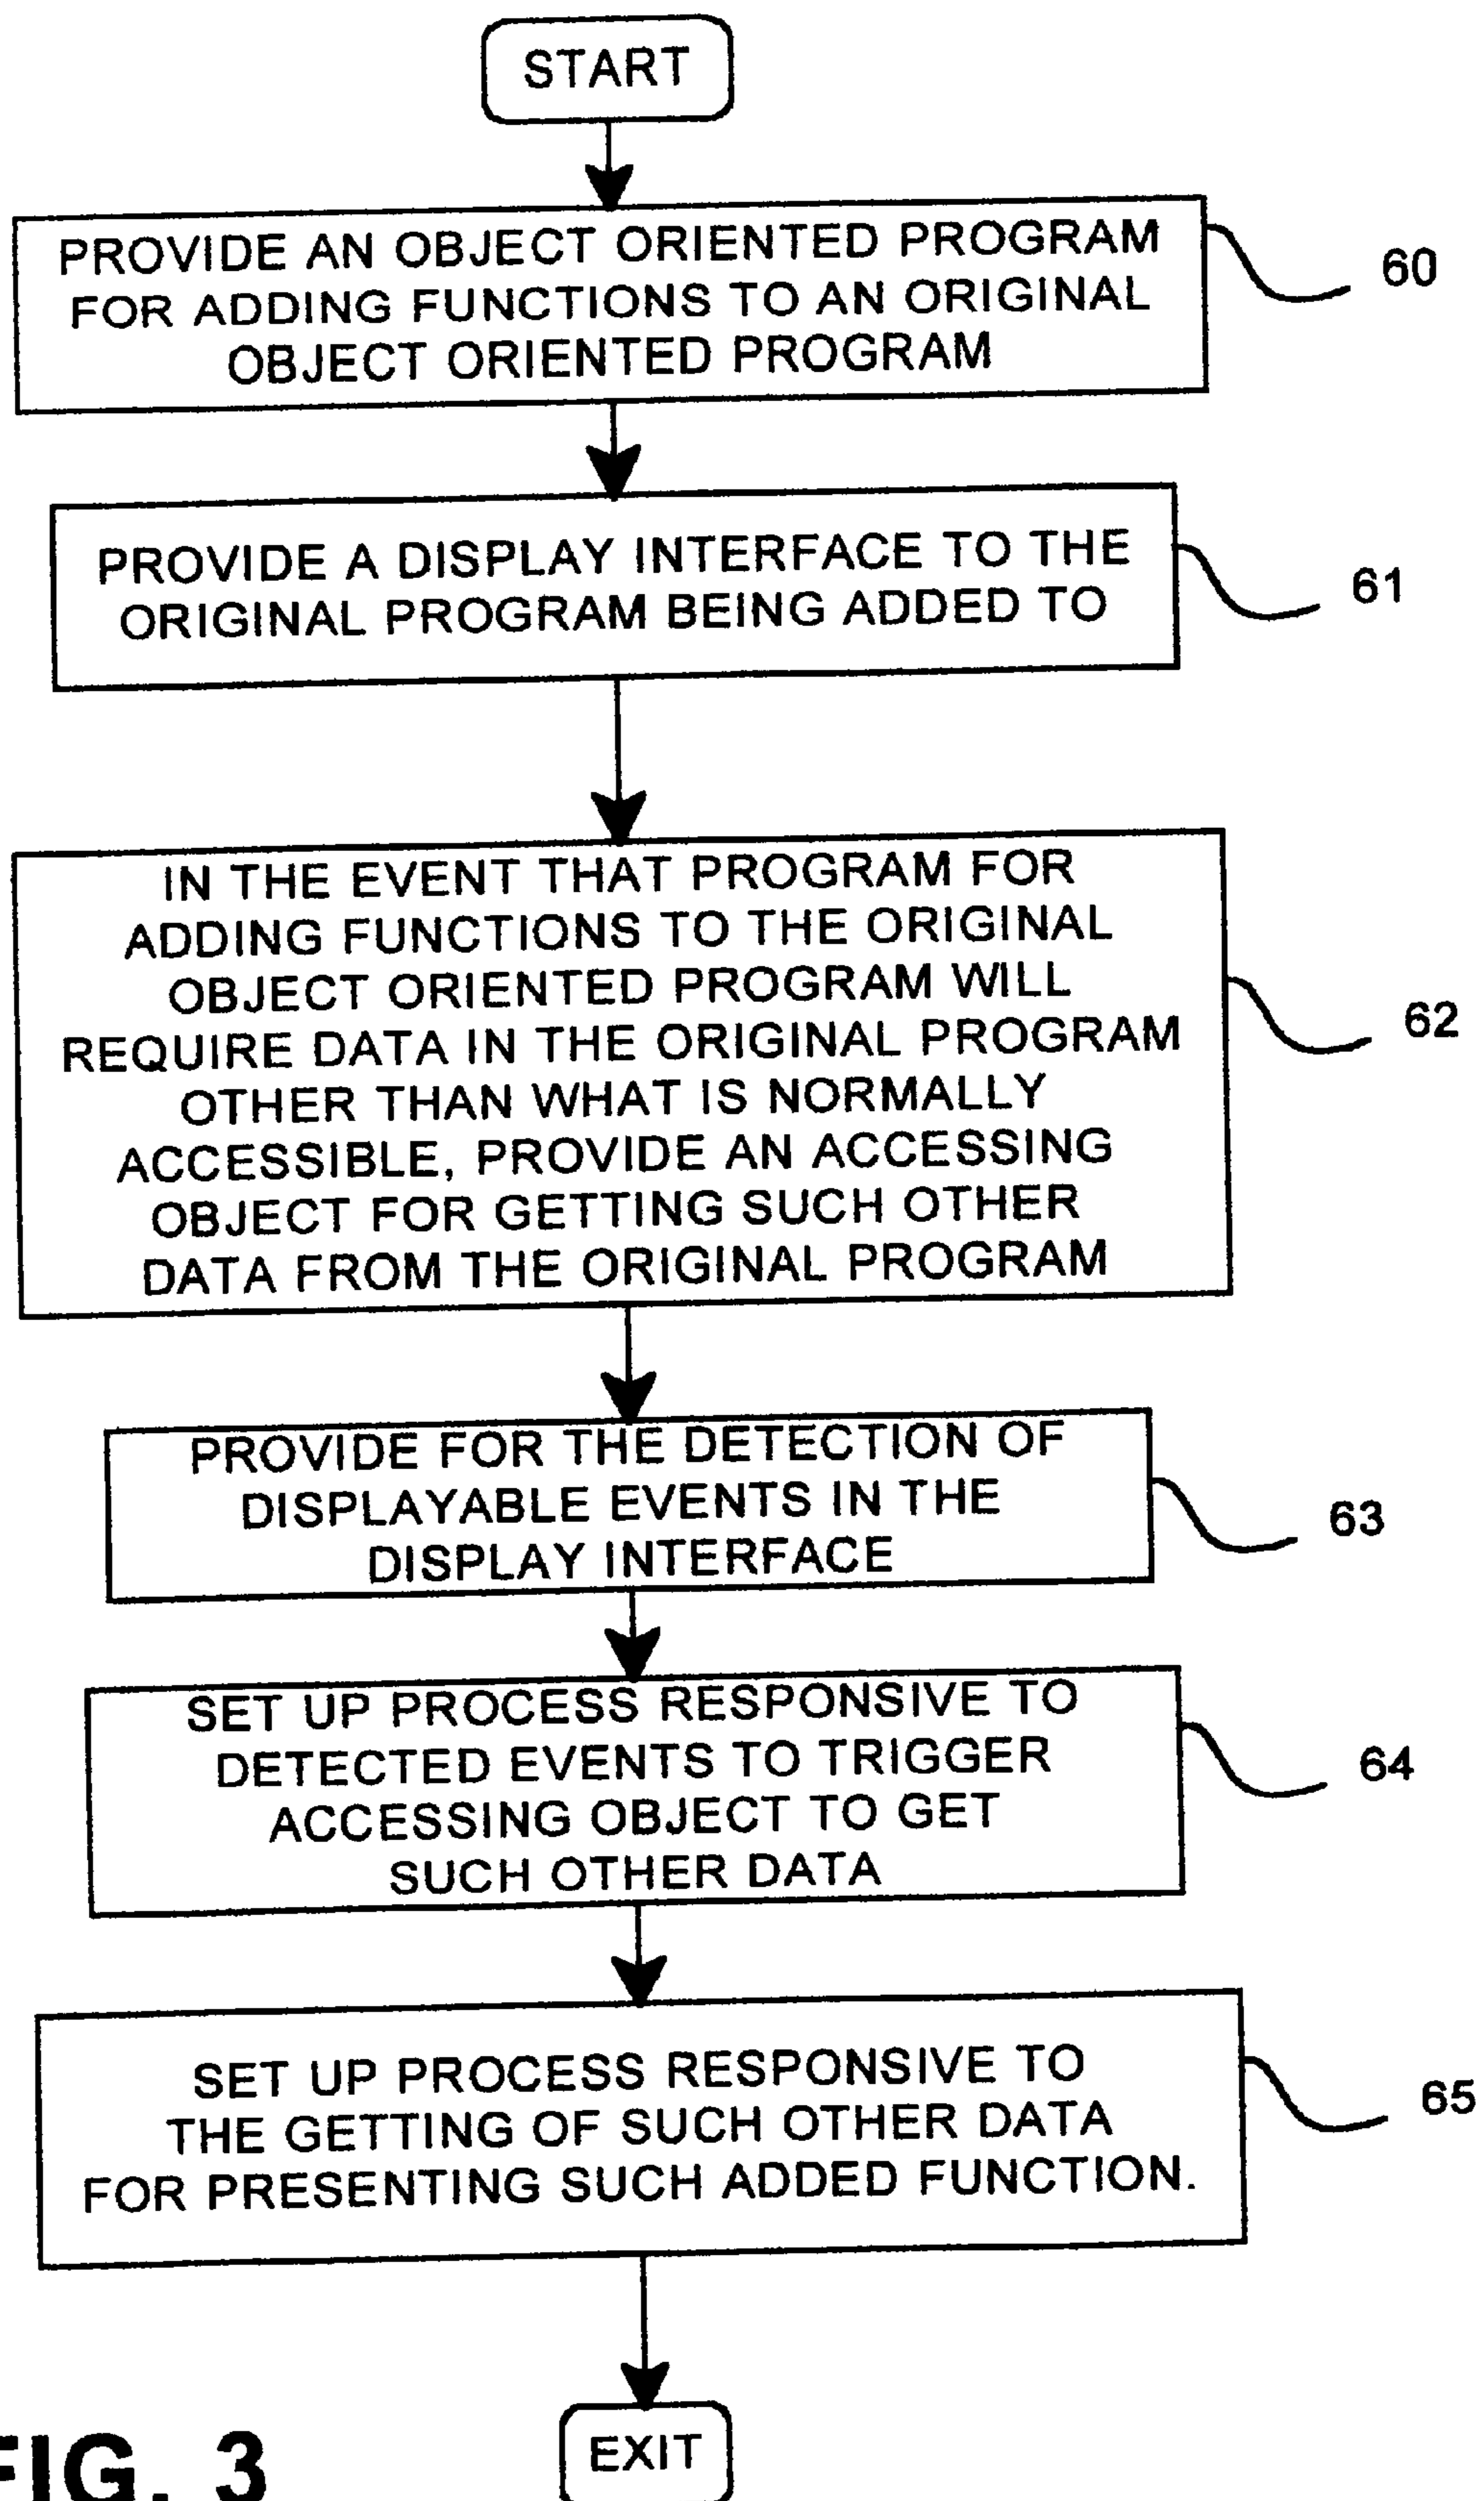 START
PROVIDE AN OBJECT ORIENTED PROGRAM
FOR ADDING FUNCTIONS TO AN ORIGINAL
OBJECT ORIENTED PROGRAM
60
PROVIDE A DISPLAY INTERFACE TO THE
ORIGINAL PROGRAM BEING ADDED TO
61
IN THE EVENT THAT PROGRAM FOR
ADDING FUNCTIONS TO THE ORIGINAL
OBJECT ORIENTED PROGRAM WILL
REQUIRE DATA IN THE ORIGINAL PROGRAM
OTHER THAN WHAT IS NORMALLY
ACCESSIBLE, PROVIDE AN ACCESSING
OBJECT FOR GETTING SUCH OTHER
DATA FROM THE ORIGINAL PROGRAM
62
PROVIDE FOR THE DETECTION OF
DISPLAYABLE EVENTS IN THE
DISPLAY INTERFACE
63
SET UP PROCESS RESPONSIVE TO
DETECTED EVENTS TO TRIGGER
ACCESSING OBJECT TO GET
SUCH OTHER DATA
64
SET UP PROCESS RESPONSIVE TO
THE GETTING OF SUCH OTHER DATA
FOR PRESENTING SUCH ADDED FUNCTION.
65
EXIT
FIG. 3